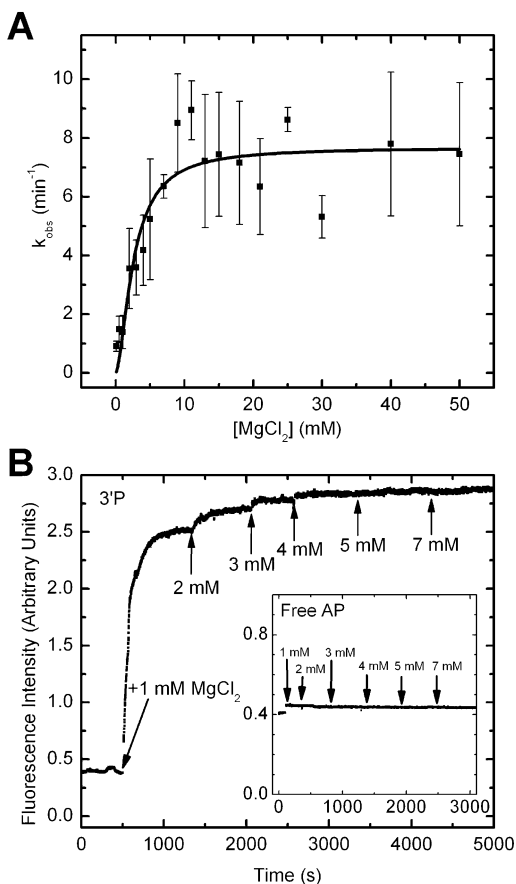 A
10
8
6
4
2
0
k_obs (min⁻¹)
0 10 20 30 40 50
[MgCl₂] (mM)
B
3.0
2.5
2.0
1.5
1.0
0.5
0.0
Fluorescence Intensity (Arbitrary Units)
3'P
2 mM
3 mM
4 mM
5 mM
7 mM
+1 mM MgCl₂
Free AP
0.8
0.4
0.0
1 mM
2 mM
3 mM
4 mM
5 mM
7 mM
0 1000 2000 3000
0 1000 2000 3000 4000 5000
Time (s)